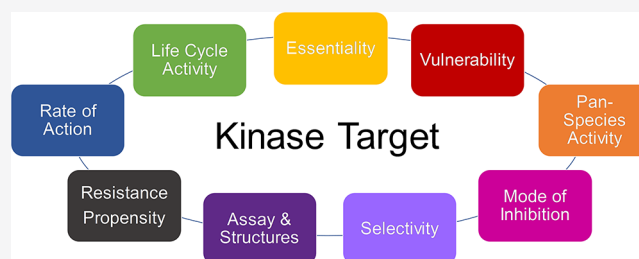 Essentiality
Life Cycle
Activity
Vulnerability
Rate of
Action
Pan-
Species
Activity
Kinase Target
Resistance
Propensity
Mode of
Inhibition
Assay &
Structures
Selectivity